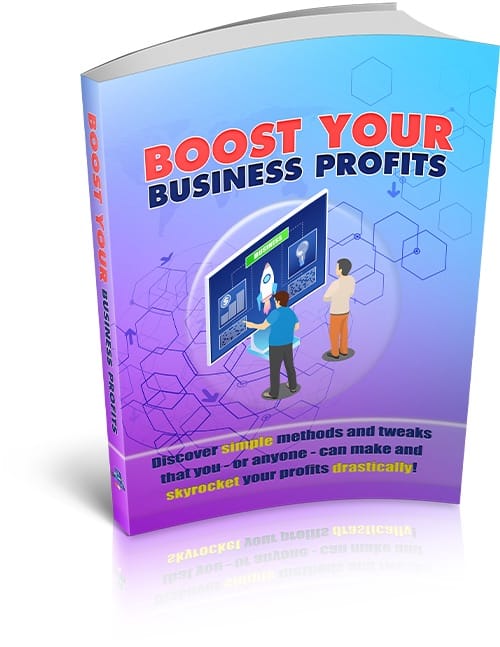 BOOST YOUR
BUSINESS PROFITS
BUSINESS
Discover simple methods and tweaks
that you - or anyone - can make and
skyrocket your profits drastically!
BOOST YOUR BUSINESS PROFITS